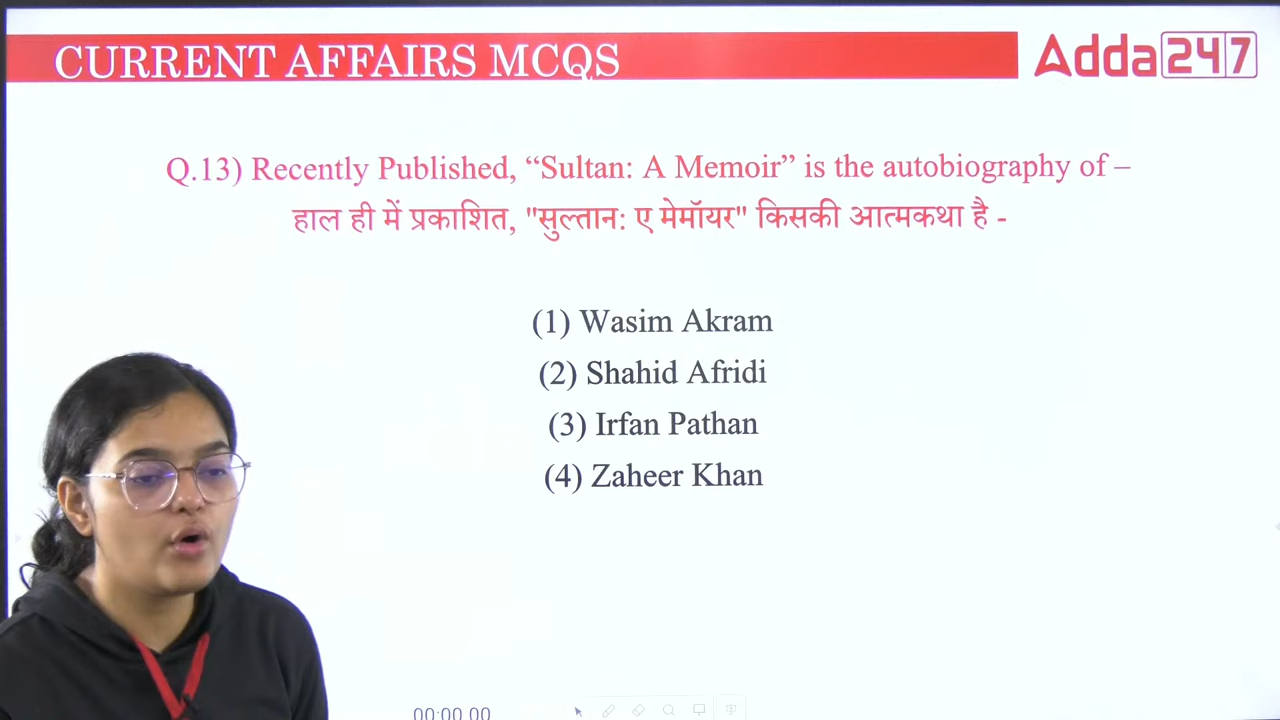 CURRENT AFFAIRS MCQS
Adda247
Q.13) Recently Published, “Sultan: A Memoir” is the autobiography of –
हाल ही में प्रकाशित, "सुल्तान: ए मेमॉयर" किसकी आत्मकथा है -
(1) Wasim Akram
(2) Shahid Afridi
(3) Irfan Pathan
(4) Zaheer Khan
00:00.00